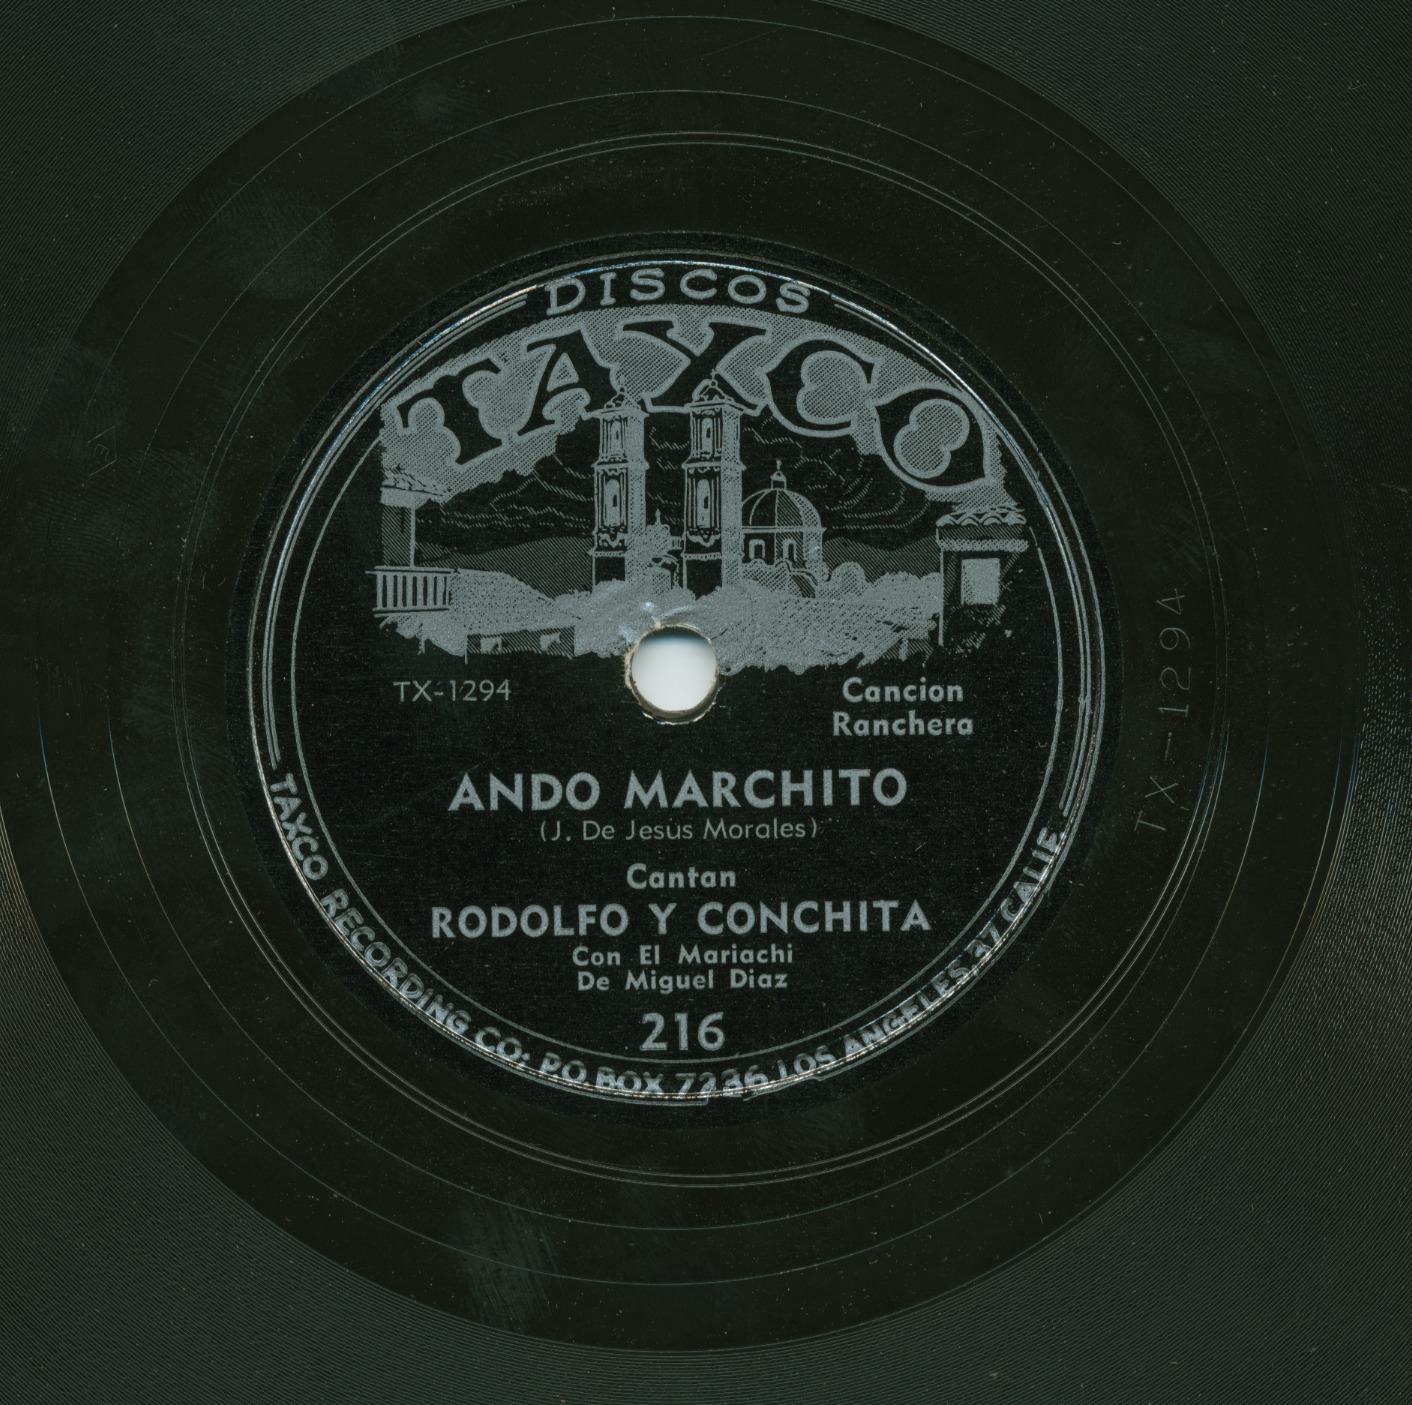 DISCOS
TAXCO
TX-1294
Cancion
Ranchera
ANDO MARCHITO
(J. De Jesus Morales)
Cantan
RODOLFO Y CONCHITA
Con El Mariachi
De Miguel Diaz
216
TAXCO RECORDING CO: P.O. BOX 7236, LOS ANGELES, 37, CALIF.
TX-1294